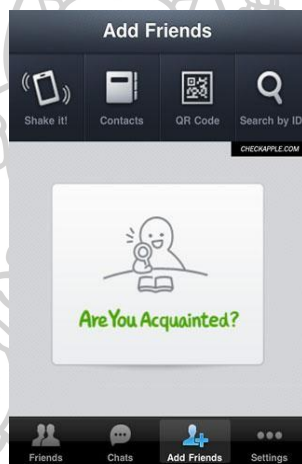 Add Friends
Shake it!
Contacts
QR Code
Search by ID
CHECKAPPLE.COM
Are You Acquainted?
Friends
Chats
Add Friends
Settings